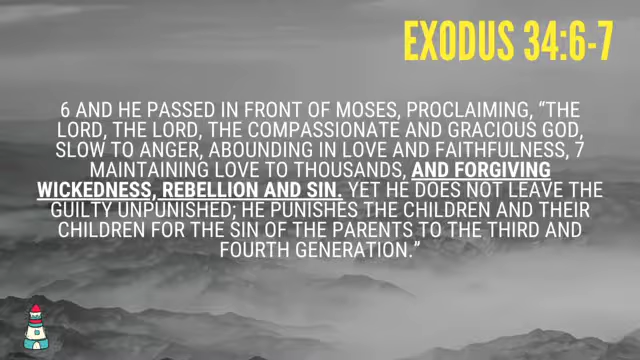 EXODUS 34:6-7
6 AND HE PASSED IN FRONT OF MOSES, PROCLAIMING, “THE
LORD, THE LORD, THE COMPASSIONATE AND GRACIOUS GOD,
SLOW TO ANGER, ABOUNDING IN LOVE AND FAITHFULNESS, 7
MAINTAINING LOVE TO THOUSANDS, AND FORGIVING
WICKEDNESS, REBELLION AND SIN. YET HE DOES NOT LEAVE THE
GUILTY UNPUNISHED; HE PUNISHES THE CHILDREN AND THEIR
CHILDREN FOR THE SIN OF THE PARENTS TO THE THIRD AND
FOURTH GENERATION.”